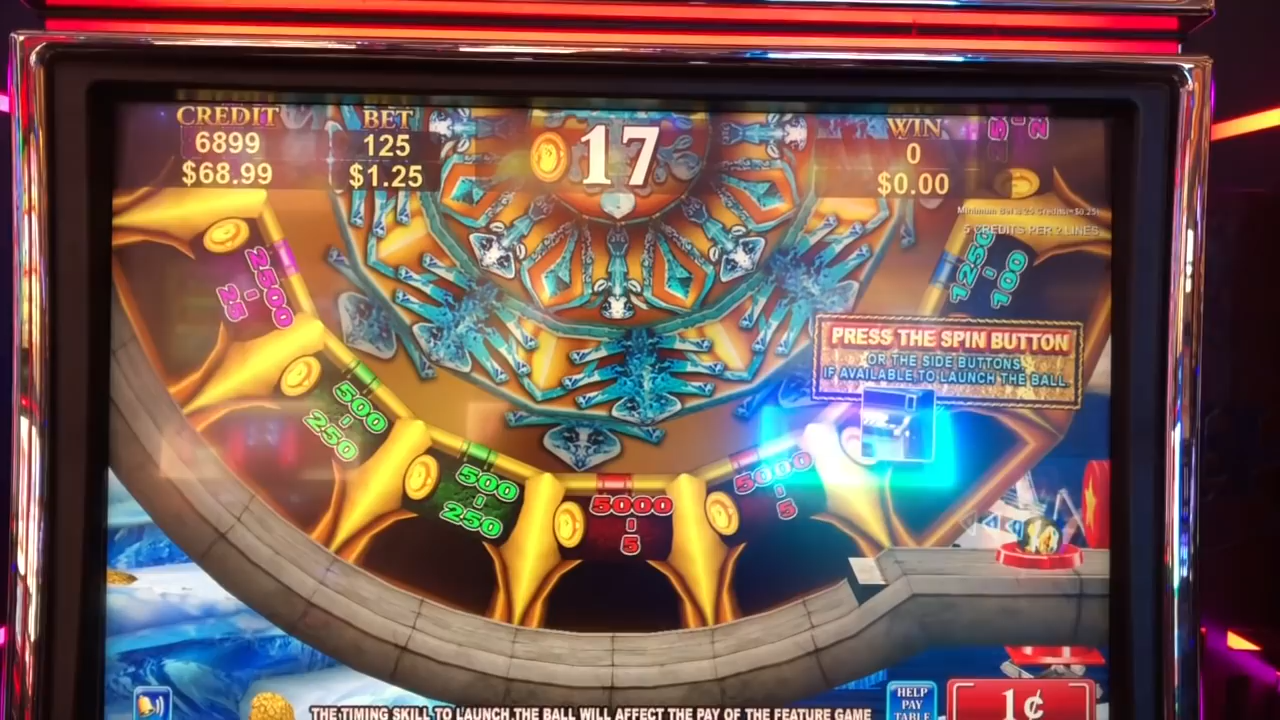 CREDIT
6899
$68.99
BET
125
$1.25
17
WIN
0
$0.00
Minimum Bet is 25 Credits=$0.25
5 CREDITS PER 2 LINES
2500 - 25
500 - 250
500 - 250
5000 - 5
5000 - 5
1250 - 100
PRESS THE SPIN BUTTON
OR THE SIDE BUTTONS
IF AVAILABLE TO LAUNCH THE BALL
10
HELP
PAY
TABLE
1¢
THE TIMING SKILL TO LAUNCH THE BALL WILL AFFECT THE PAY OF THE FEATURE GAME